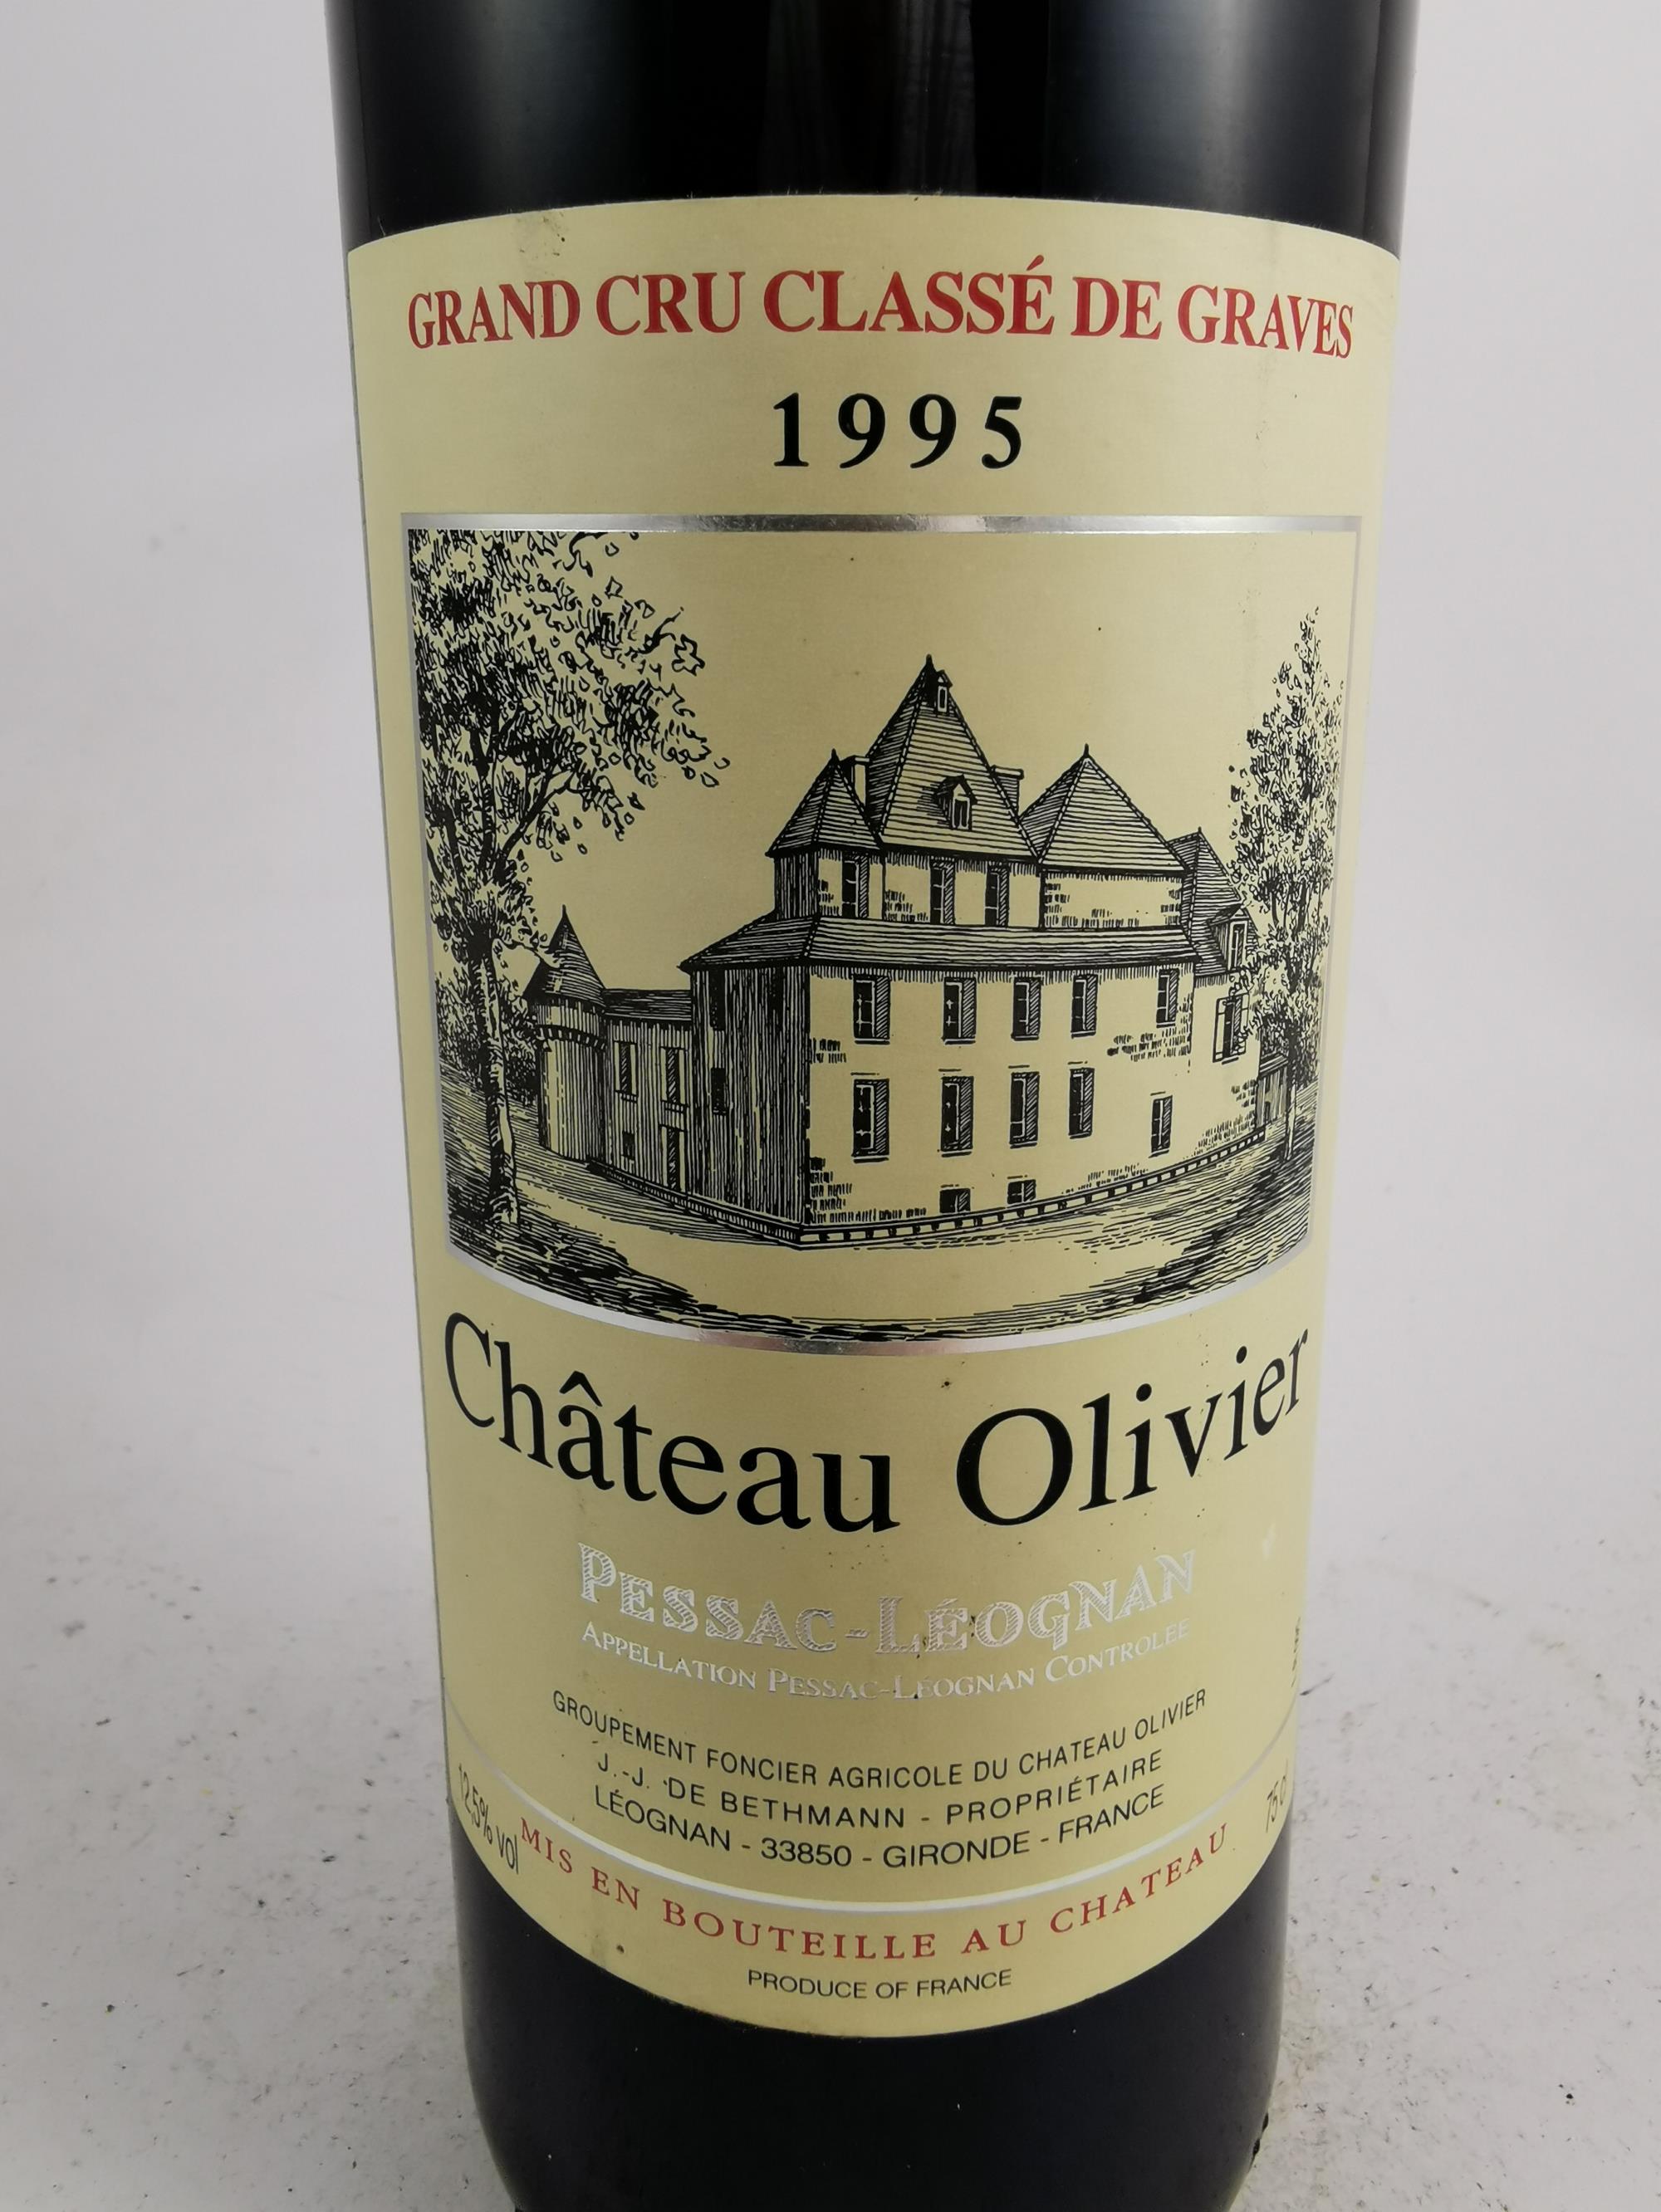 GRAND CRU CLASSÉ DE GRAVES
1995
Château Olivier
PESSAC-LÉOGNAN
APPELLATION PESSAC-LÉOGNAN CONTROLÉE
GROUPEMENT FONCIER AGRICOLE DU CHATEAU OLIVIER
J.-J. DE BETHMANN - PROPRIÉTAIRE
LÉOGNAN - 33850 - GIRONDE - FRANCE
12,5% vol
75 cl
MIS EN BOUTEILLE AU CHATEAU
PRODUCE OF FRANCE